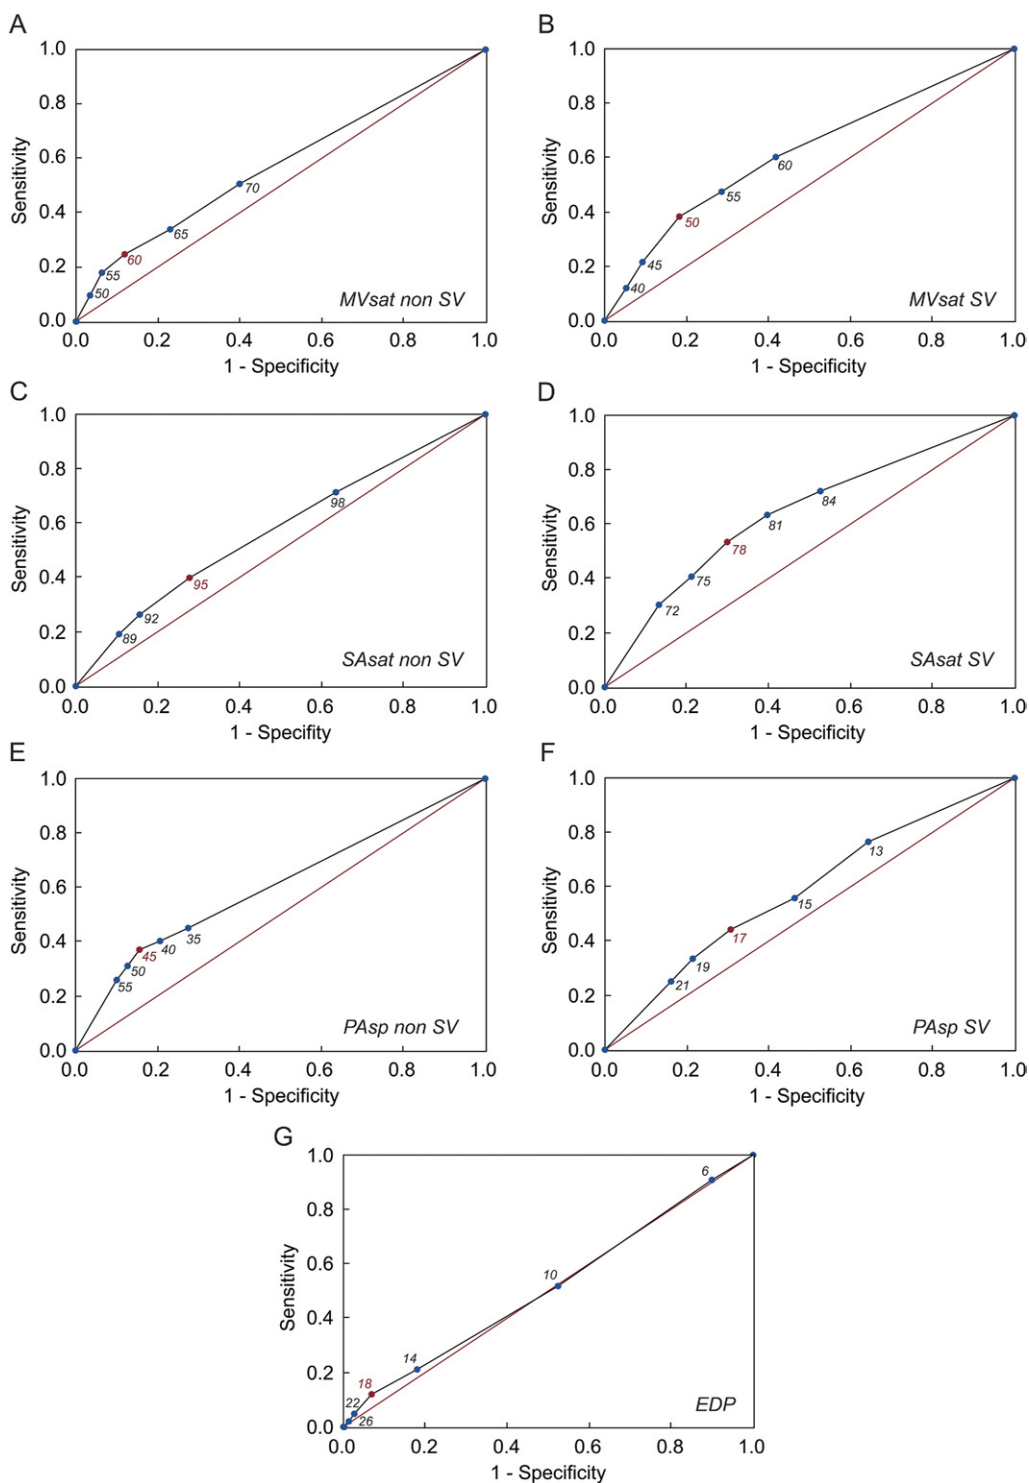 A
1.0
0.8
0.6
0.4
0.2
0.0
Sensitivity
70
65
60
55
50
MVsat non SV
0.0 0.2 0.4 0.6 0.8 1.0
1 - Specificity
B
1.0
0.8
0.6
0.4
0.2
0.0
Sensitivity
60
55
50
45
40
MVsat SV
0.0 0.2 0.4 0.6 0.8 1.0
1 - Specificity
C
1.0
0.8
0.6
0.4
0.2
0.0
Sensitivity
98
95
92
89
SAsat non SV
0.0 0.2 0.4 0.6 0.8 1.0
1 - Specifity
D
1.0
0.8
0.6
0.4
0.2
0.0
Sensitivity
84
81
78
75
72
SAsat SV
0.0 0.2 0.4 0.6 0.8 1.0
1 - Specificity
E
1.0
0.8
0.6
0.4
0.2
0.0
Sensitivity
35
40
45
50
55
PAsp non SV
0.0 0.2 0.4 0.6 0.8 1.0
1 - Specificity
F
1.0
0.8
0.6
0.4
0.2
0.0
Sensitivity
13
15
17
19
21
PAsp SV
0.0 0.2 0.4 0.6 0.8 1.0
1 - Specificity
G
1.0
0.8
0.6
0.4
0.2
0.0
Sensitivity
6
10
14
18
22
26
EDP
0.0 0.2 0.4 0.6 0.8 1.0
1 - Specificity